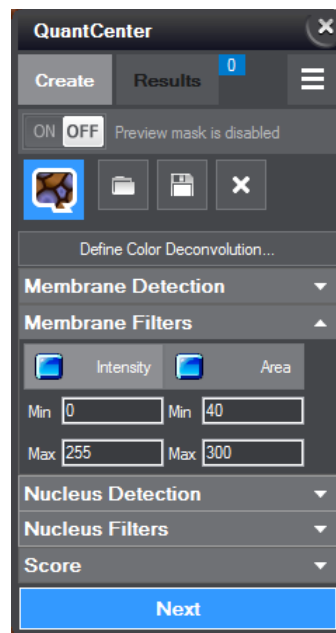 QuantCenter
Create Results 0
ON OFF Preview mask is disabled
Define Color Deconvolution...
Membrane Detection
Membrane Filters
Intensity Area
Min 0 Min 40
Max 255 Max 300
Nucleus Detection
Nucleus Filters
Score
Next